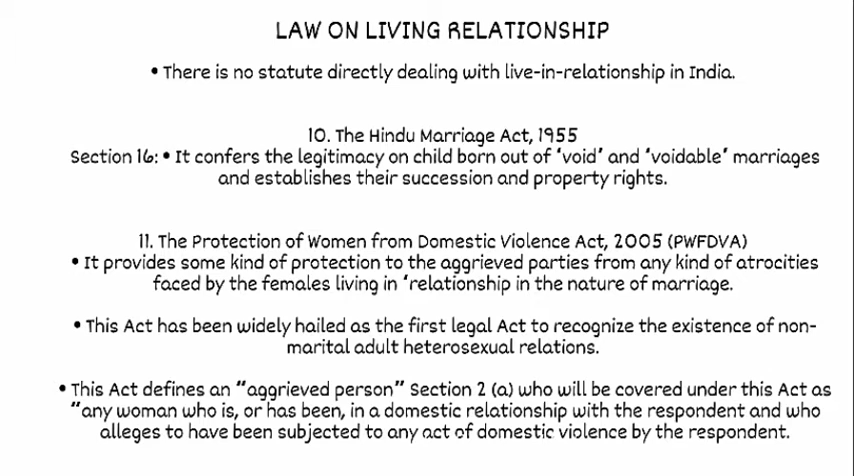 LAW ON LIVING RELATIONSHIP
• There is no statute directly dealing with live-in-relationship in India.
10. The Hindu Marriage Act, 1955
Section 16: • It confers the legitimacy on child born out of 'void' and 'voidable' marriages
and establishes their succession and property rights.
11. The Protection of Women from Domestic Violence Act, 2005 (PWFDVA)
• It provides some kind of protection to the aggrieved parties from any kind of atrocities
faced by the females living in 'relationship in the nature of marriage.
• This Act has been widely hailed as the first legal Act to recognize the existence of non-
marital adult heterosexual relations.
• This Act defines an "aggrieved person" Section 2 (a) who will be covered under this Act as
"any woman who is, or has been, in a domestic relationship with the respondent and who
alleges to have been subjected to any act of domestic violence by the respondent.